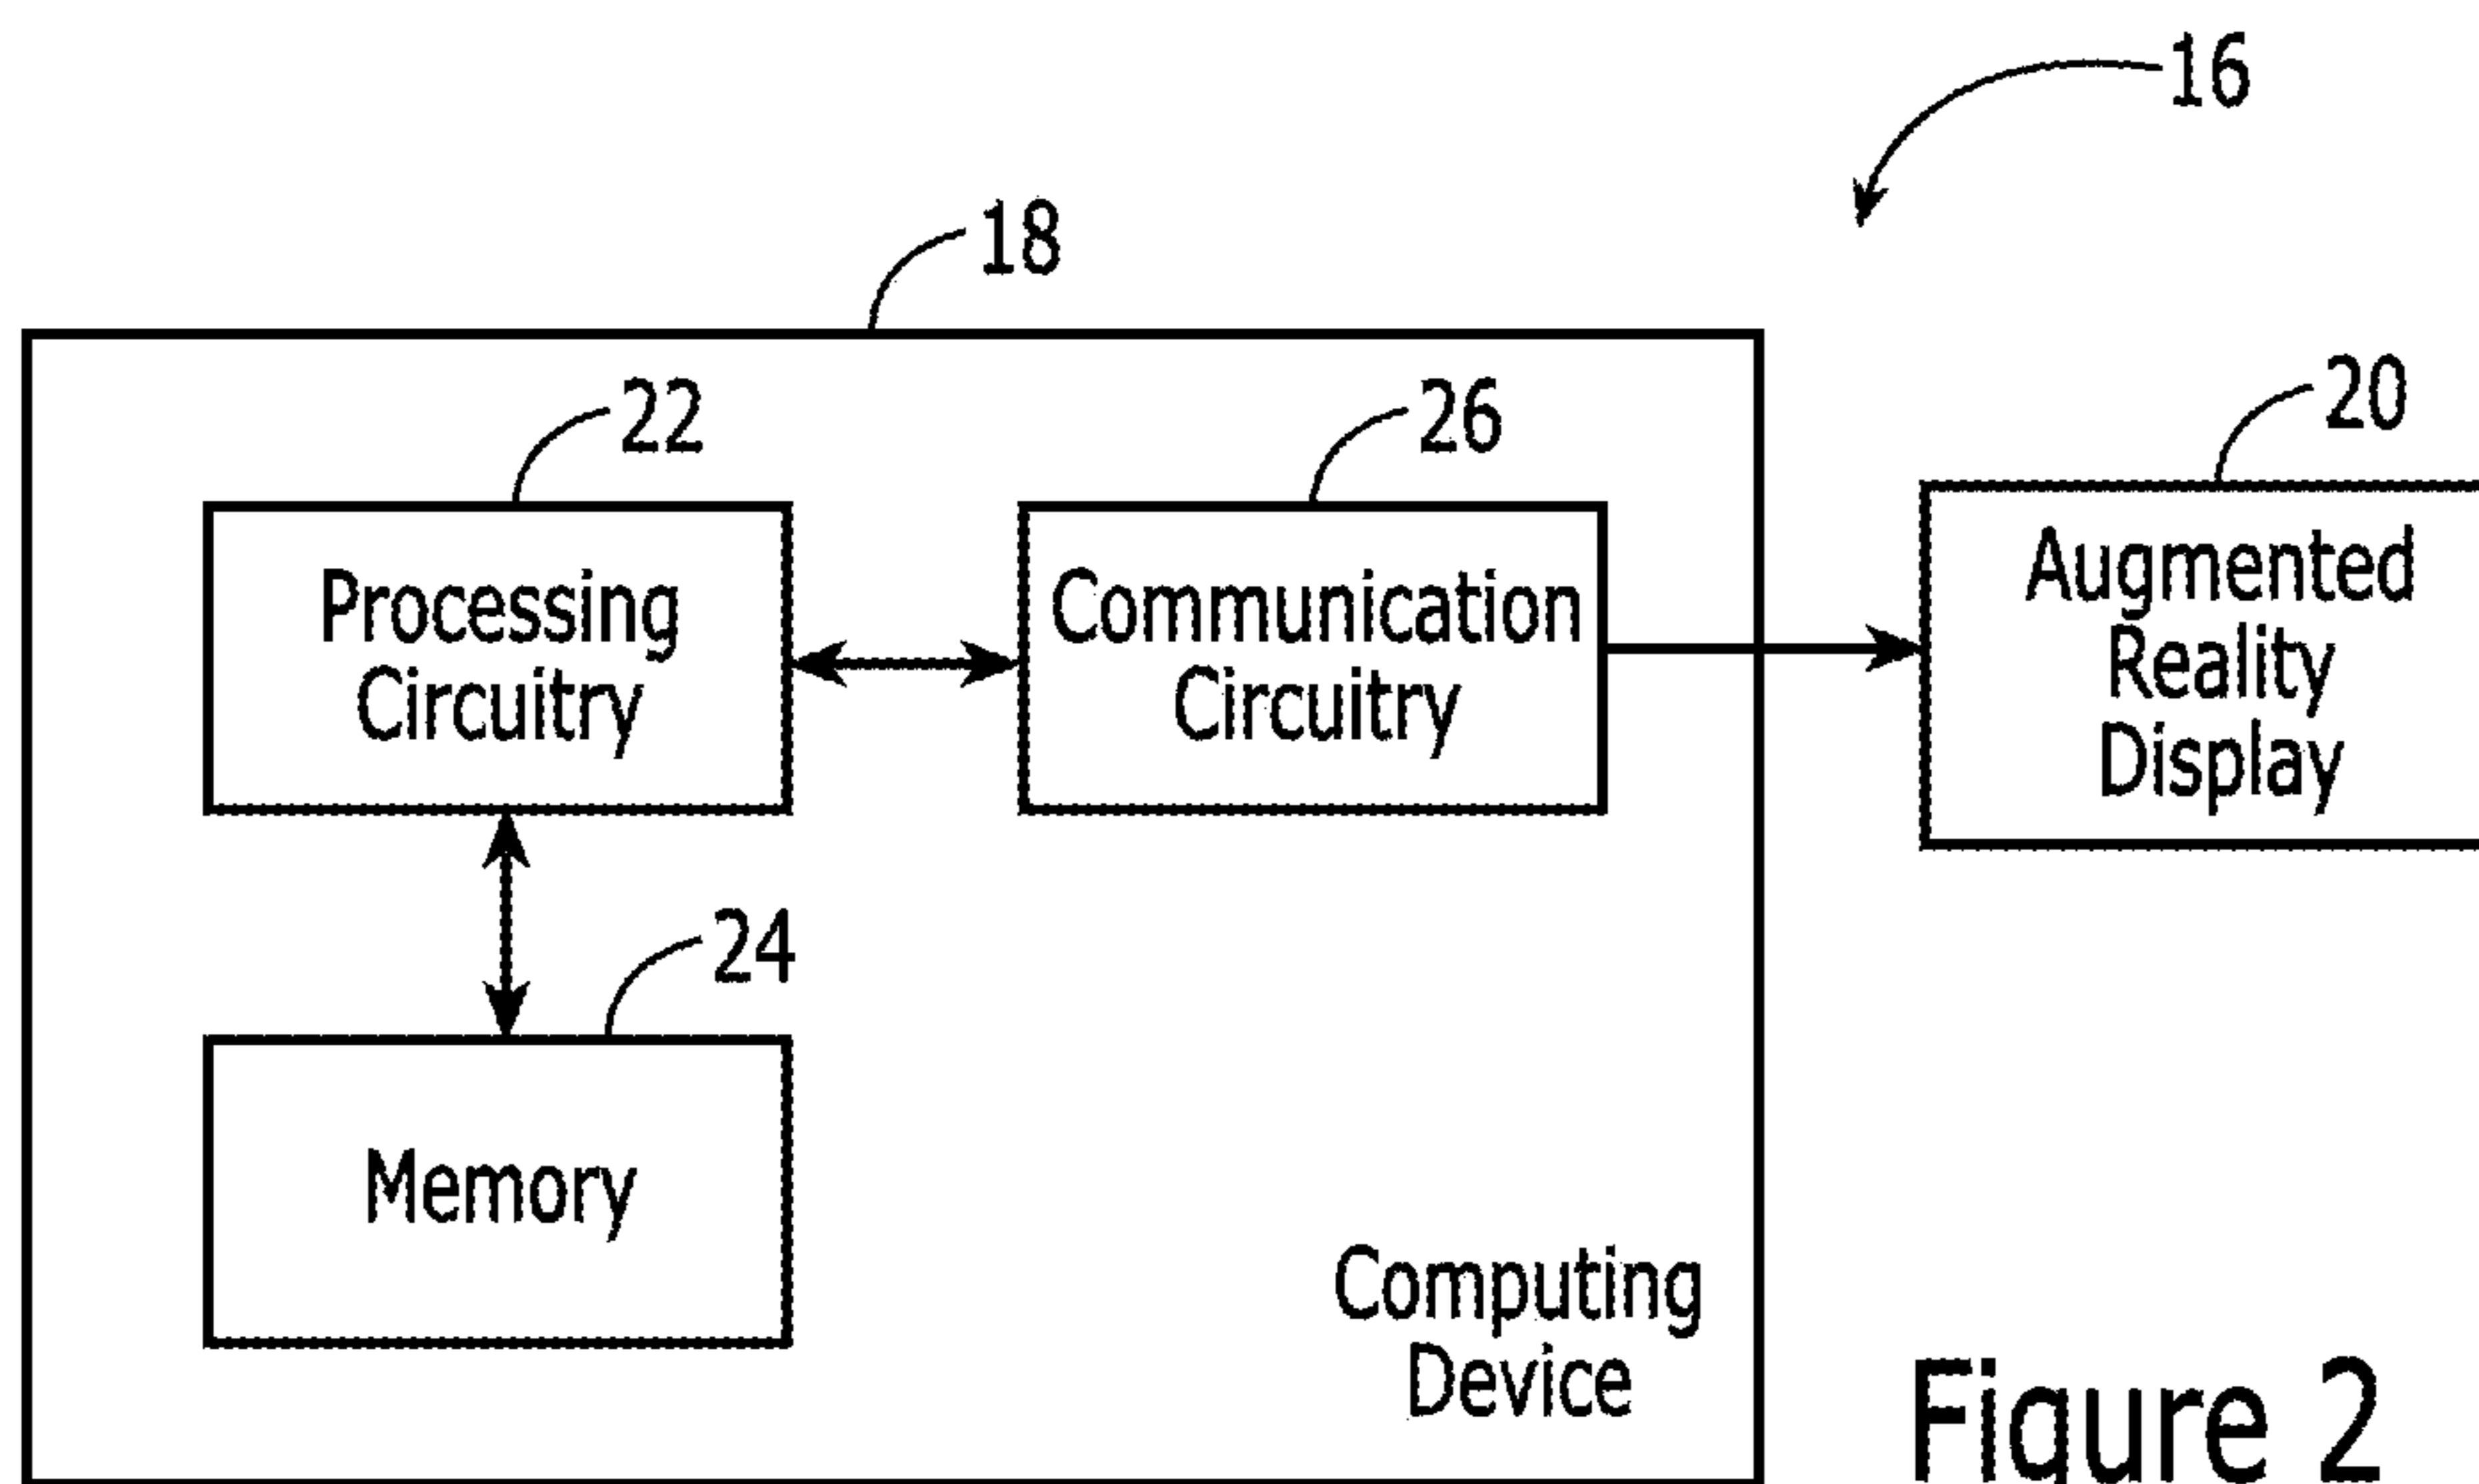 16
18
22
26
20
Processing
Circuitry
Communication
Circuitry
Augmented
Reality
Display
24
Memory
Computing
Device
Figure 2